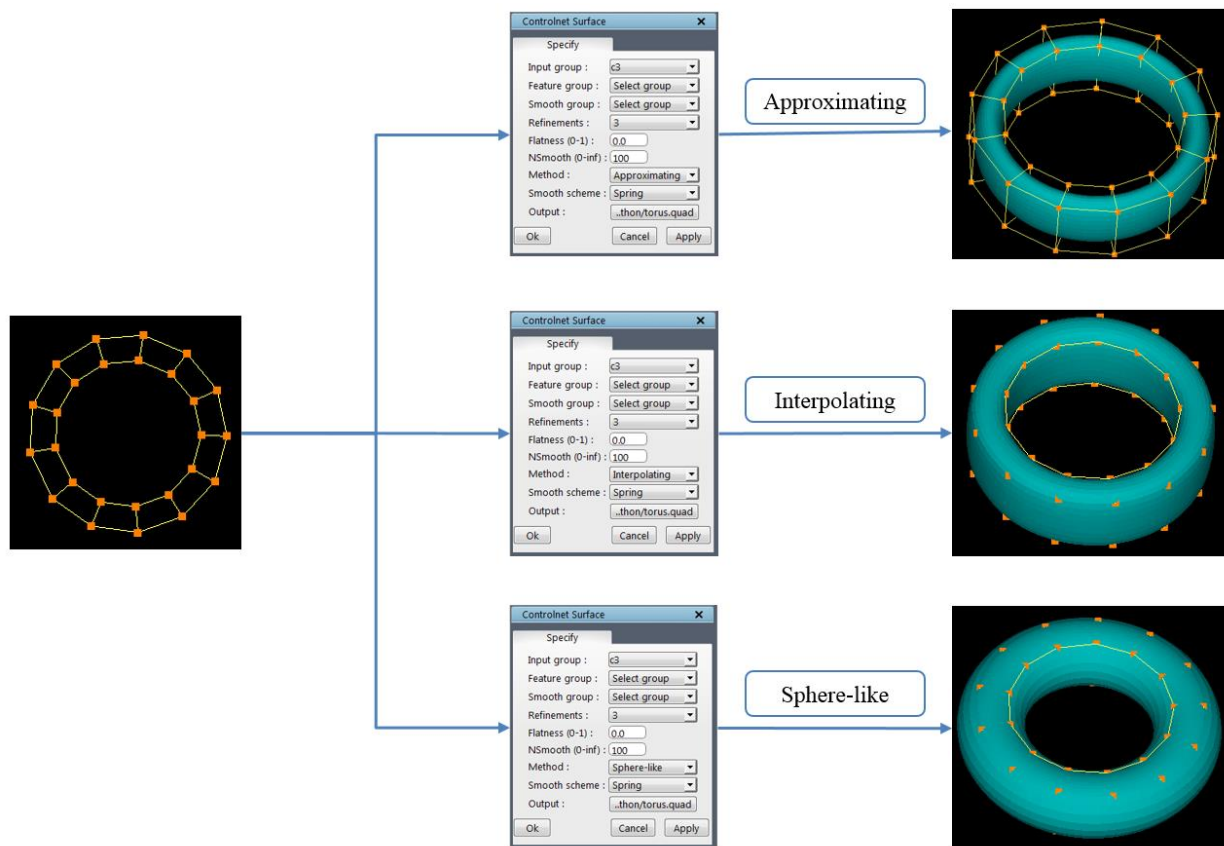 Controlnet Surface ×
Specify
Input group : c3
Feature group : Select group
Smooth group : Select group
Refinements : 3
Flatness (0-1) : 0.0
NSmooth (0-inf) : 100
Method : Approximating
Smooth scheme : Spring
Output : ..thon/torus.quad
Ok Cancel Apply
Approximating
Controlnet Surface ×
Specify
Input group : c3
Feature group : Select group
Smooth group : Select group
Refinements : 3
Flatness (0-1) : 0.0
NSmooth (0-inf) : 100
Method : Interpolating
Smooth scheme : Spring
Output : ..thon/torus.quad
Ok Cancel Apply
Interpolating
Controlnet Surface ×
Specify
Input group : c3
Feature group : Select group
Smooth group : Select group
Refinements : 3
Flatness (0-1) : 0.0
NSmooth (0-inf) : 100
Method : Sphere-like
Smooth scheme : Spring
Output : ..thon/torus.quad
Ok Cancel Apply
Sphere-like